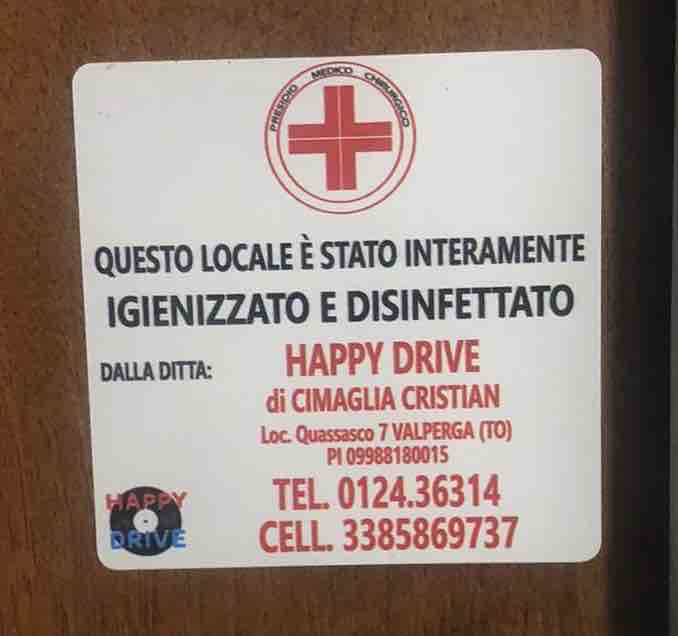 PRESIDIO MEDICO CHIRURGICO
QUESTO LOCALE È STATO INTERAMENTE
IGIENIZZATO E DISINFETTATO
DALLA DITTA:
HAPPY DRIVE
di CIMAGLIA CRISTIAN
Loc. Quassasco 7 VALPERGA (TO)
PI 09988180015
TEL. 0124.36314
CELL. 3385869737
HAPPY
DRIVE